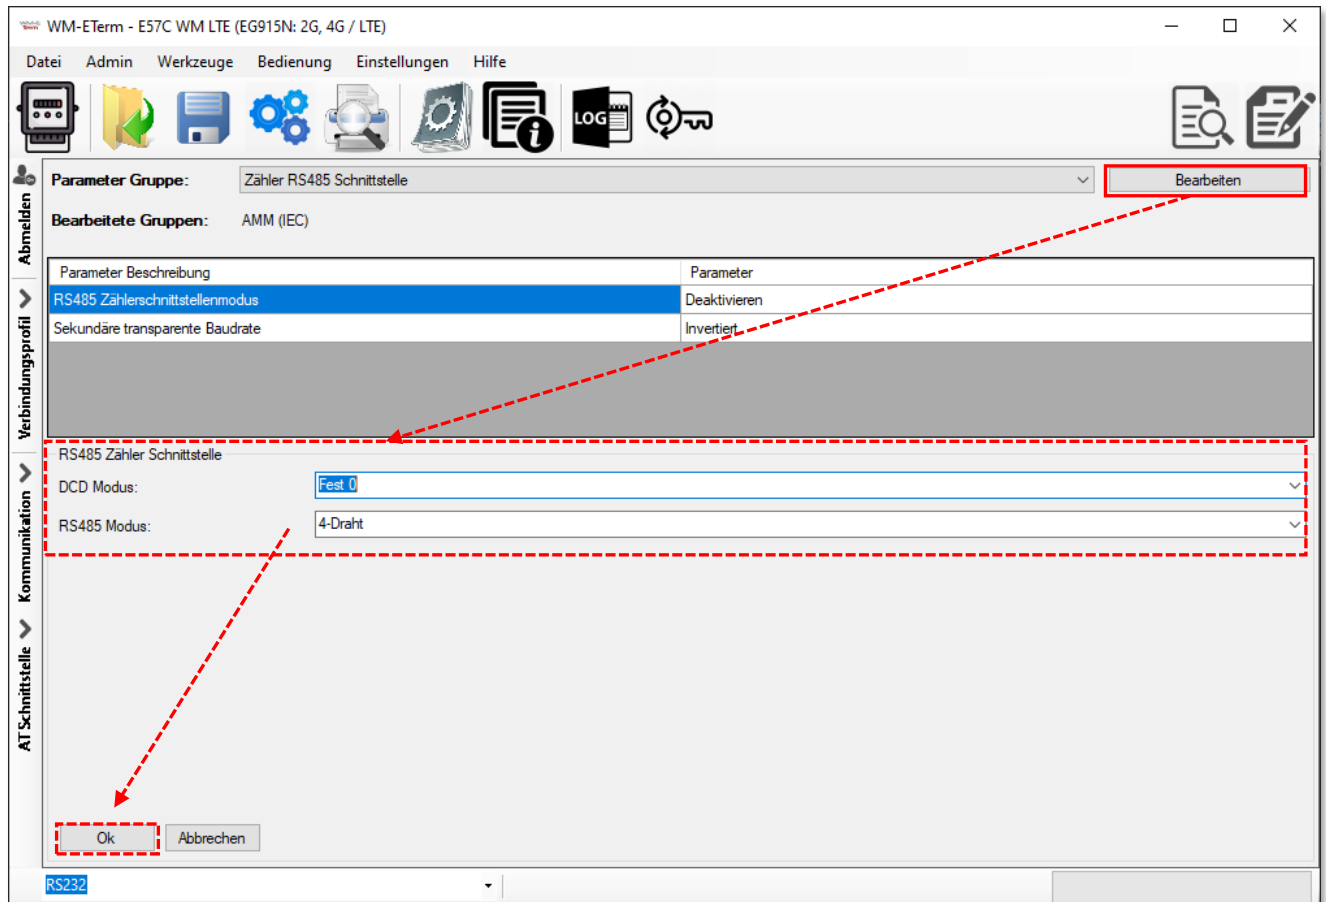 WM-ETerm - E57C WM LTE (EG915N: 2G, 4G / LTE)
Datei Admin Werkzeuge Bedienung Einstellungen Hilfe
LOG
Abmelden
Verbindungsprofil
Kommunikation
AT Schnittstelle
Parameter Gruppe: Zähler RS485 Schnittstelle Bearbeiten
Bearbeitete Gruppen: AMM (IEC)
Parameter Beschreibung Parameter
RS485 Zählerschnittstellenmodus Deaktivieren
Sekundäre transparente Baudrate Invertiert
RS485 Zähler Schnittstelle
DCD Modus: Fest 0
RS485 Modus: 4-Draht
Ok Abbrechen
RS232